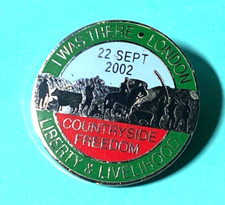 I WAS THERE • LONDON
22 SEPT
2002
COUNTRYSIDE
FREEDOM
LIBERTY & LIVELIHOOD